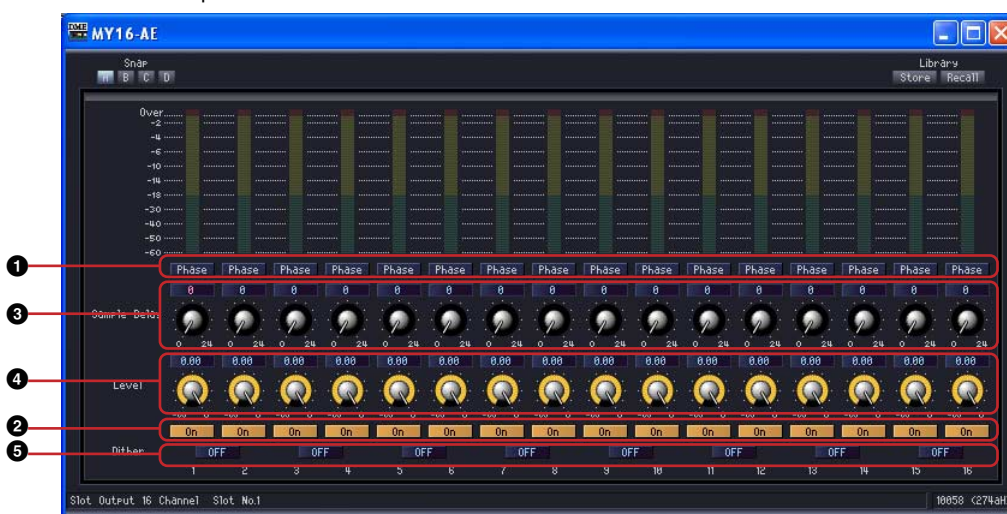 DME MY16-AE
Snap
A B C D
Library
Store Recall
Over
-2
-4
-6
-10
-14
-18
-30
-40
-50
-60
❶ Phase Phase Phase Phase Phase Phase Phase Phase Phase Phase Phase Phase Phase Phase Phase Phase
0 0 0 0 0 0 0 0 0 0 0 0 0 0 0 0
❸ Sample Delay
0 24 0 24 0 24 0 24 0 24 0 24 0 24 0 24 0 24 0 24 0 24 0 24 0 24 0 24 0 24 0 24
0.00 0.00 0.00 0.00 0.00 0.00 0.00 0.00 0.00 0.00 0.00 0.00 0.00 0.00 0.00 0.00
❹ Level
❷ On On On On On On On On On On On On On On On On
❺ Dither OFF OFF OFF OFF OFF OFF OFF OFF
1 2 3 4 5 6 7 8 9 10 11 12 13 14 15 16
Slot Output 16 Channel Slot No.1 10058 (274aH)